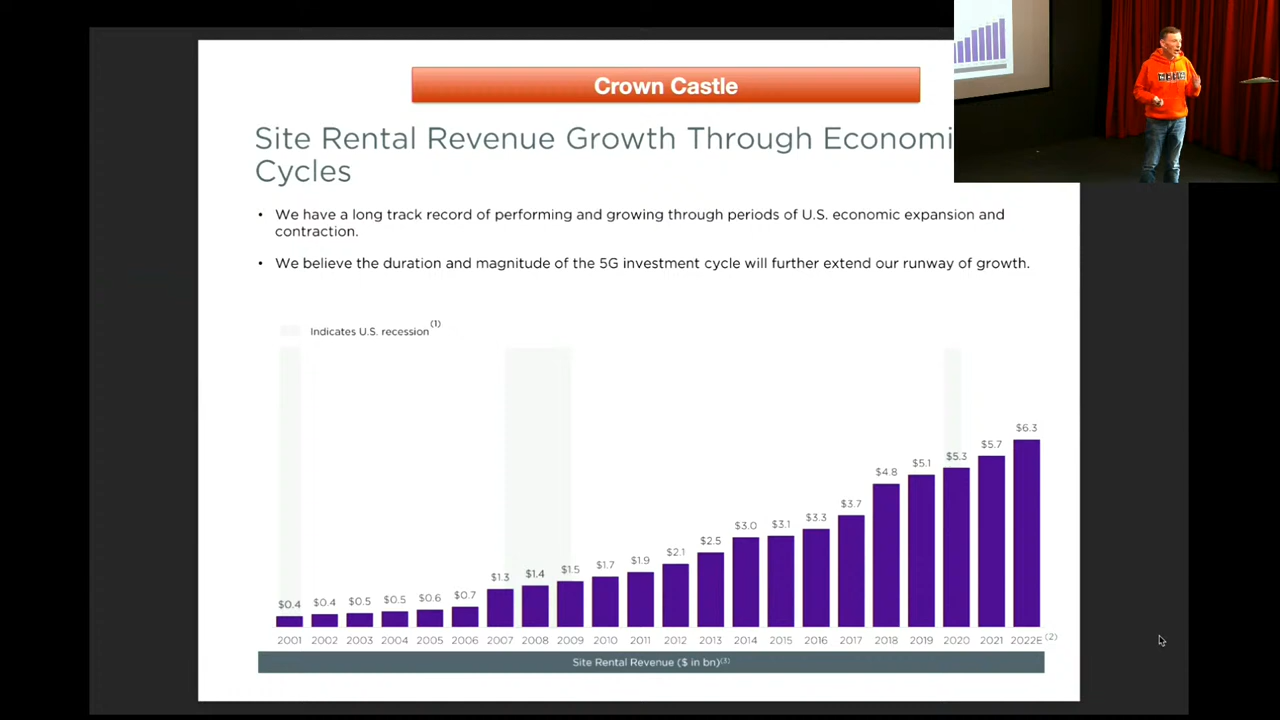 Crown Castle
Site Rental Revenue Growth Through Economi
Cycles
• We have a long track record of performing and growing through periods of U.S. economic expansion and
contraction.
• We believe the duration and magnitude of the 5G investment cycle will further extend our runway of growth.
Indicates U.S. recession(1)
$0.4 $0.4 $0.5 $0.5 $0.6 $0.7 $1.3 $1.4 $1.5 $1.7 $1.9 $2.1 $2.5 $3.0 $3.1 $3.3 $3.7 $4.8 $5.1 $5.3 $5.7 $6.3
2001 2002 2003 2004 2005 2006 2007 2008 2009 2010 2011 2012 2013 2014 2015 2016 2017 2018 2019 2020 2021 2022E (2)
Site Rental Revenue ($ in bn)(3)